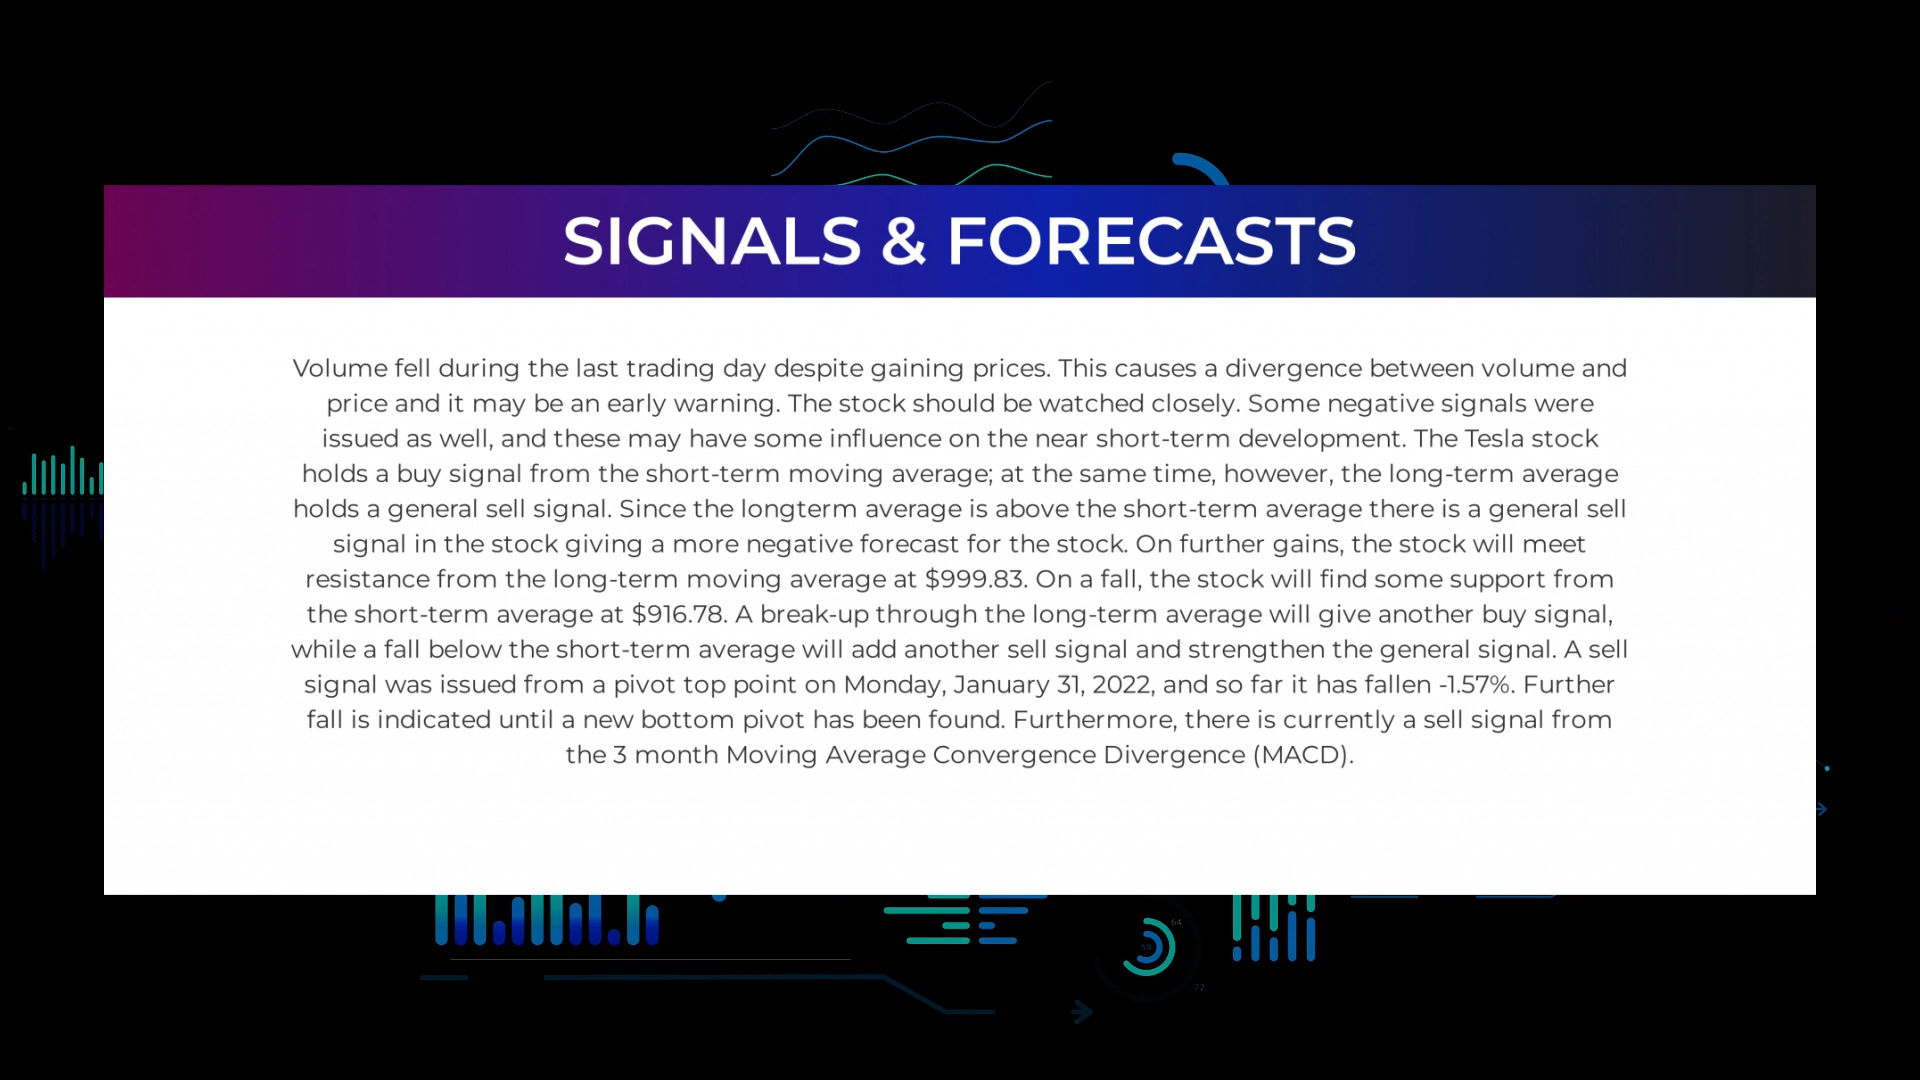 SIGNALS & FORECASTS
Volume fell during the last trading day despite gaining prices. This causes a divergence between volume and
price and it may be an early warning. The stock should be watched closely. Some negative signals were
issued as well, and these may have some influence on the near short-term development. The Tesla stock
holds a buy signal from the short-term moving average; at the same time, however, the long-term average
holds a general sell signal. Since the longterm average is above the short-term average there is a general sell
signal in the stock giving a more negative forecast for the stock. On further gains, the stock will meet
resistance from the long-term moving average at $999.83. On a fall, the stock will find some support from
the short-term average at $916.78. A break-up through the long-term average will give another buy signal,
while a fall below the short-term average will add another sell signal and strengthen the general signal. A sell
signal was issued from a pivot top point on Monday, January 31, 2022, and so far it has fallen -1.57%. Further
fall is indicated until a new bottom pivot has been found. Furthermore, there is currently a sell signal from
the 3 month Moving Average Convergence Divergence (MACD).
64
72